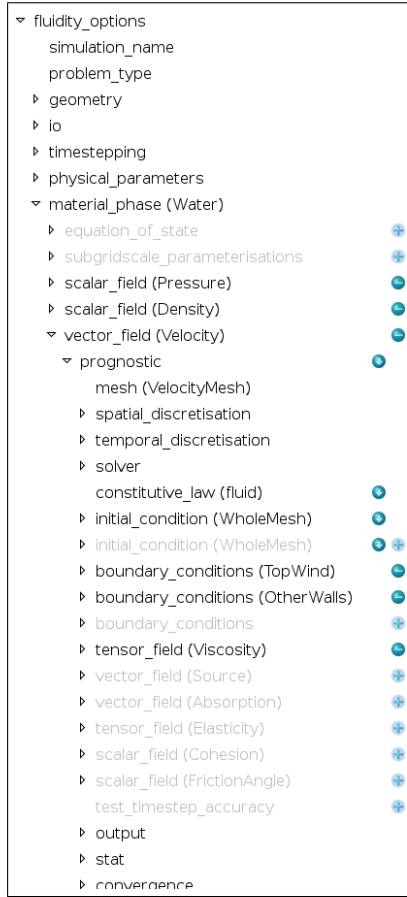 fluidity_options
simulation_name
problem_type
geometry
io
timestepping
physical_parameters
material_phase (Water)
equation_of_state
subgridscale_parameterisations
scalar_field (Pressure)
scalar_field (Density)
vector_field (Velocity)
prognostic
mesh (VelocityMesh)
spatial_discretisation
temporal_discretisation
solver
constitutive_law (fluid)
initial_condition (WholeMesh)
initial_condition (WholeMesh)
boundary_conditions (TopWind)
boundary_conditions (OtherWalls)
boundary_conditions
tensor_field (Viscosity)
vector_field (Source)
vector_field (Absorption)
tensor_field (Elasticity)
scalar_field (Cohesion)
scalar_field (FrictionAngle)
test_timestep_accuracy
output
stat
convergence